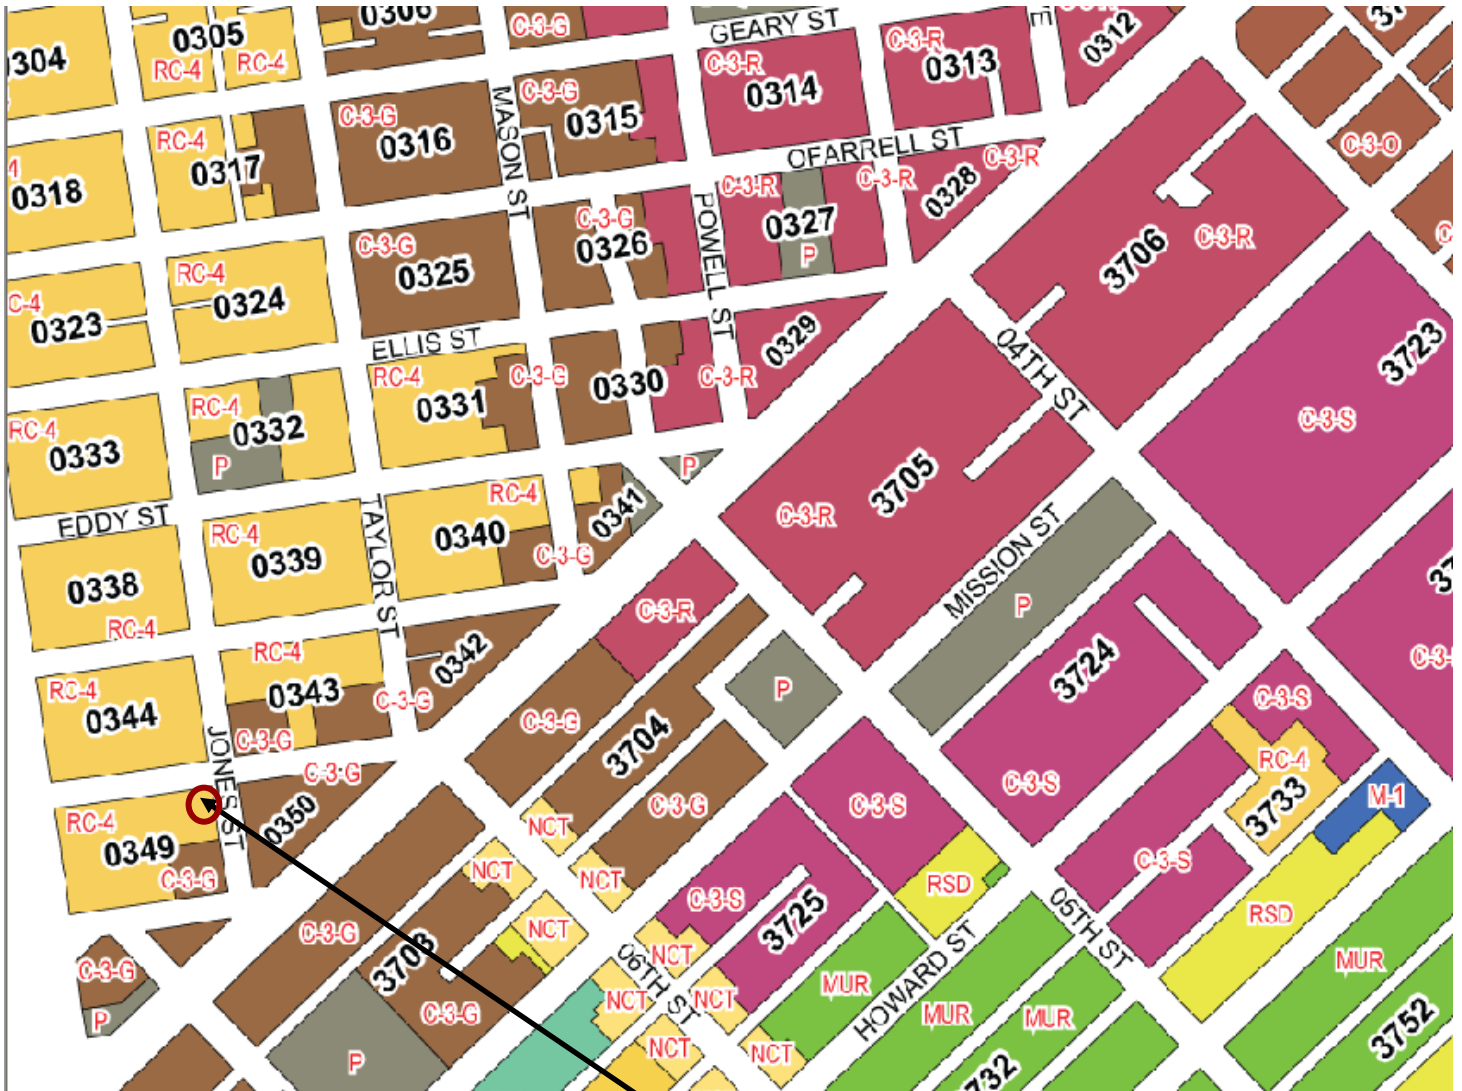 0306
C-3-G
GEARY ST
0305
RC-4
RC-4
C-3-R
0312
C-3-R
0313
0304
C-3-R
0314
C-3-G
0315
MASON ST
C-3-G
0316
RC-4
0317
0318
OFARRELL ST
C-3-R
C-3-R
C-3-R
0328
0327
P
C-3-O
C-3-R
3706
C-3-G
0326
POWELL ST
C-3-G
0325
RC-4
0324
C-4
0323
ELLIS ST
0329
C-3-R
0330
C-3-G
RC-4
0331
RC-4
0332
P
RC-4
0333
04TH ST
3723
C-3-S
P
3705
C-3-R
EDDY ST
TAYLOR ST
RC-4
0340
C-3-G
0341
RC-4
0339
0338
RC-4
MISSION ST
P
C-3-R
3724
C-3-S
RC-4
0343
C-3-G
C-3-G
0342
RC-4
0344
JONES ST
C-3-G
0350
C-3-G
3704
P
C-3-G
NCT
NCT
C-3-S
C-3-S
RC-4
3733
M-1
RC-4
0349
C-3-G
C-3-S
RSD
RSD
C-3-S
3725
NCT
NCT
C-3-G
3703
C-3-G
P
C-3-G
P
NCT
06TH ST
NCT
NCT
NCT
NCT
MUR
HOWARD ST
05TH ST
MUR
MUR
MUR
3752